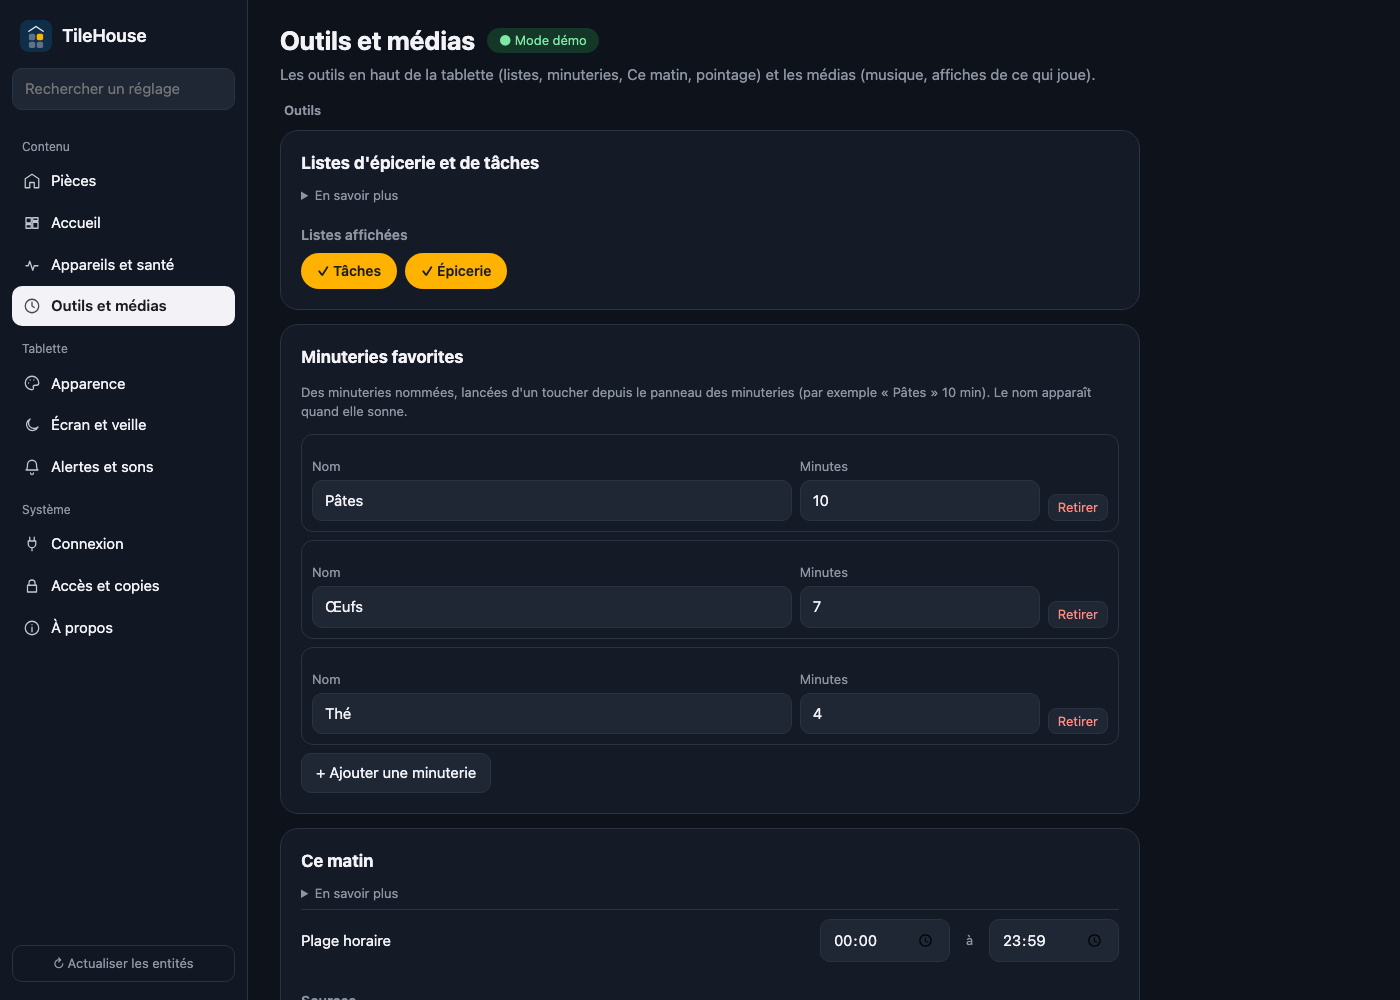 TileHouse
Rechercher un réglage
Contenu
Pièces
Accueil
Appareils et santé
Outils et médias
Tablette
Apparence
Écran et veille
Alertes et sons
Système
Connexion
Accès et copies
À propos
↻ Actualiser les entités
Outils et médias
Mode démo
Les outils en haut de la tablette (listes, minuteries, Ce matin, pointage) et les médias (musique, affiches de ce qui joue).
Outils
Listes d'épicerie et de tâches
▶ En savoir plus
Listes affichées
✓ Tâches
✓ Épicerie
Minuteries favorites
Des minuteries nommées, lancées d'un toucher depuis le panneau des minuteries (par exemple « Pâtes » 10 min). Le nom apparaît
quand elle sonne.
Nom
Minutes
Pâtes
10
Retirer
Nom
Minutes
Œufs
7
Retirer
Nom
Minutes
Thé
4
Retirer
+ Ajouter une minuterie
Ce matin
▶ En savoir plus
Plage horaire
00:00
à
23:59
Sources